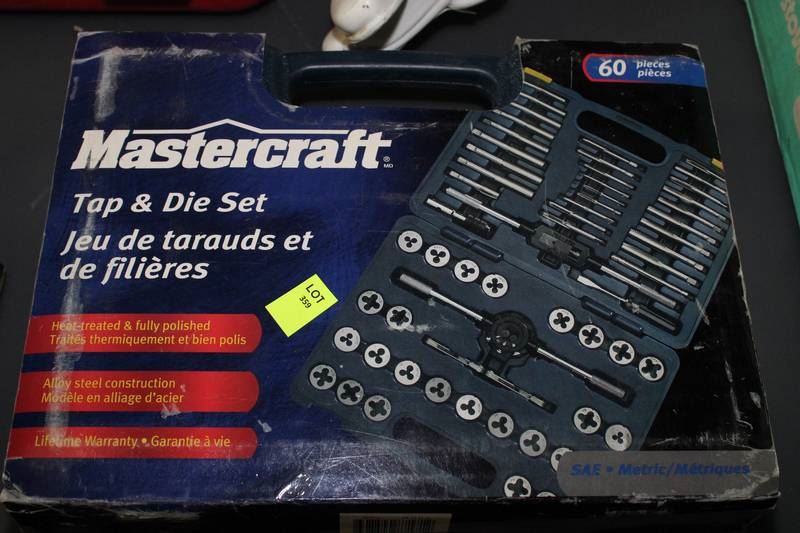 60 pieces
pièces
Mastercraft®
MD
Tap & Die Set
Jeu de tarauds et
de filières
LOT
359
Heat-treated & fully polished
Traités thermiquement et bien polis
Alloy steel construction
Modèle en alliage d'acier
Lifetime Warranty • Garantie à vie
SAE • Metric/Métriques